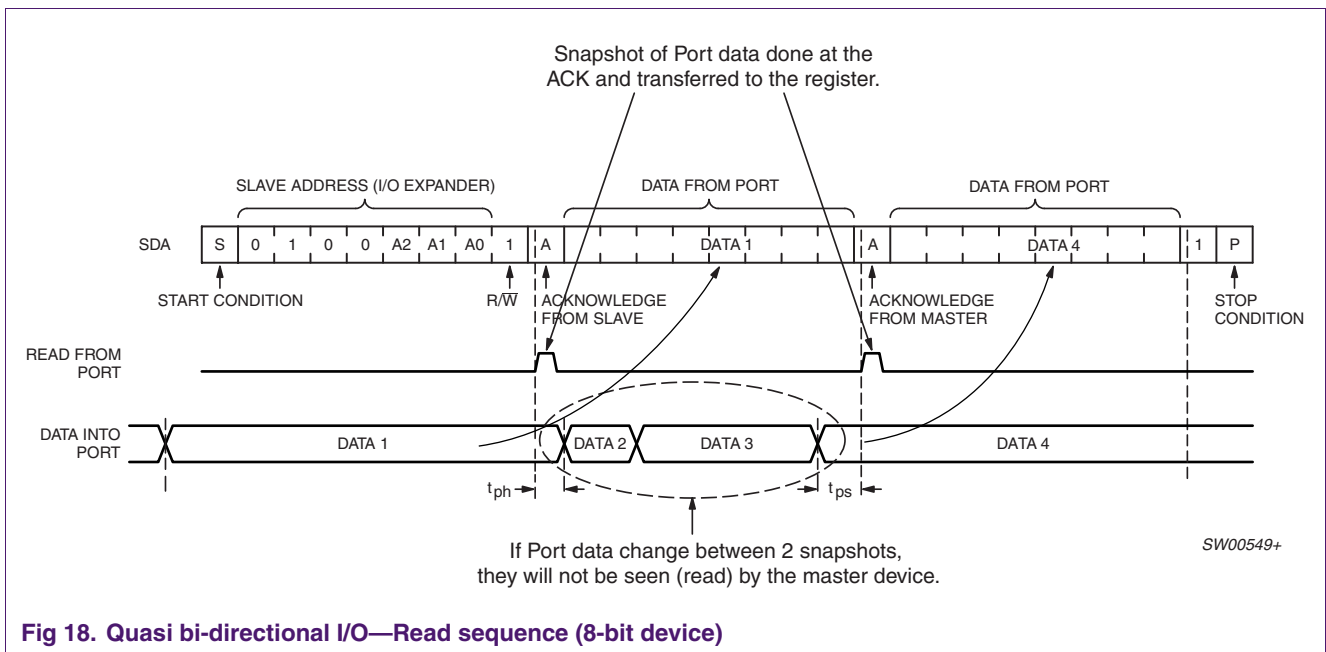 Snapshot of Port data done at the
ACK and transferred to the register.
SLAVE ADDRESS (I/O EXPANDER)
DATA FROM PORT
DATA FROM PORT
SDA
S 0 1 0 0 A2 A1 A0 1 A DATA 1 A DATA 4 1 P
START CONDITION
R/W̅
ACKNOWLEDGE
FROM SLAVE
ACKNOWLEDGE
FROM MASTER
STOP
CONDITION
READ FROM
PORT
DATA INTO
PORT
DATA 1 DATA 2 DATA 3 DATA 4
tph
tps
If Port data change between 2 snapshots,
they will not be seen (read) by the master device.
SW00549+
Fig 18. Quasi bi-directional I/O—Read sequence (8-bit device)